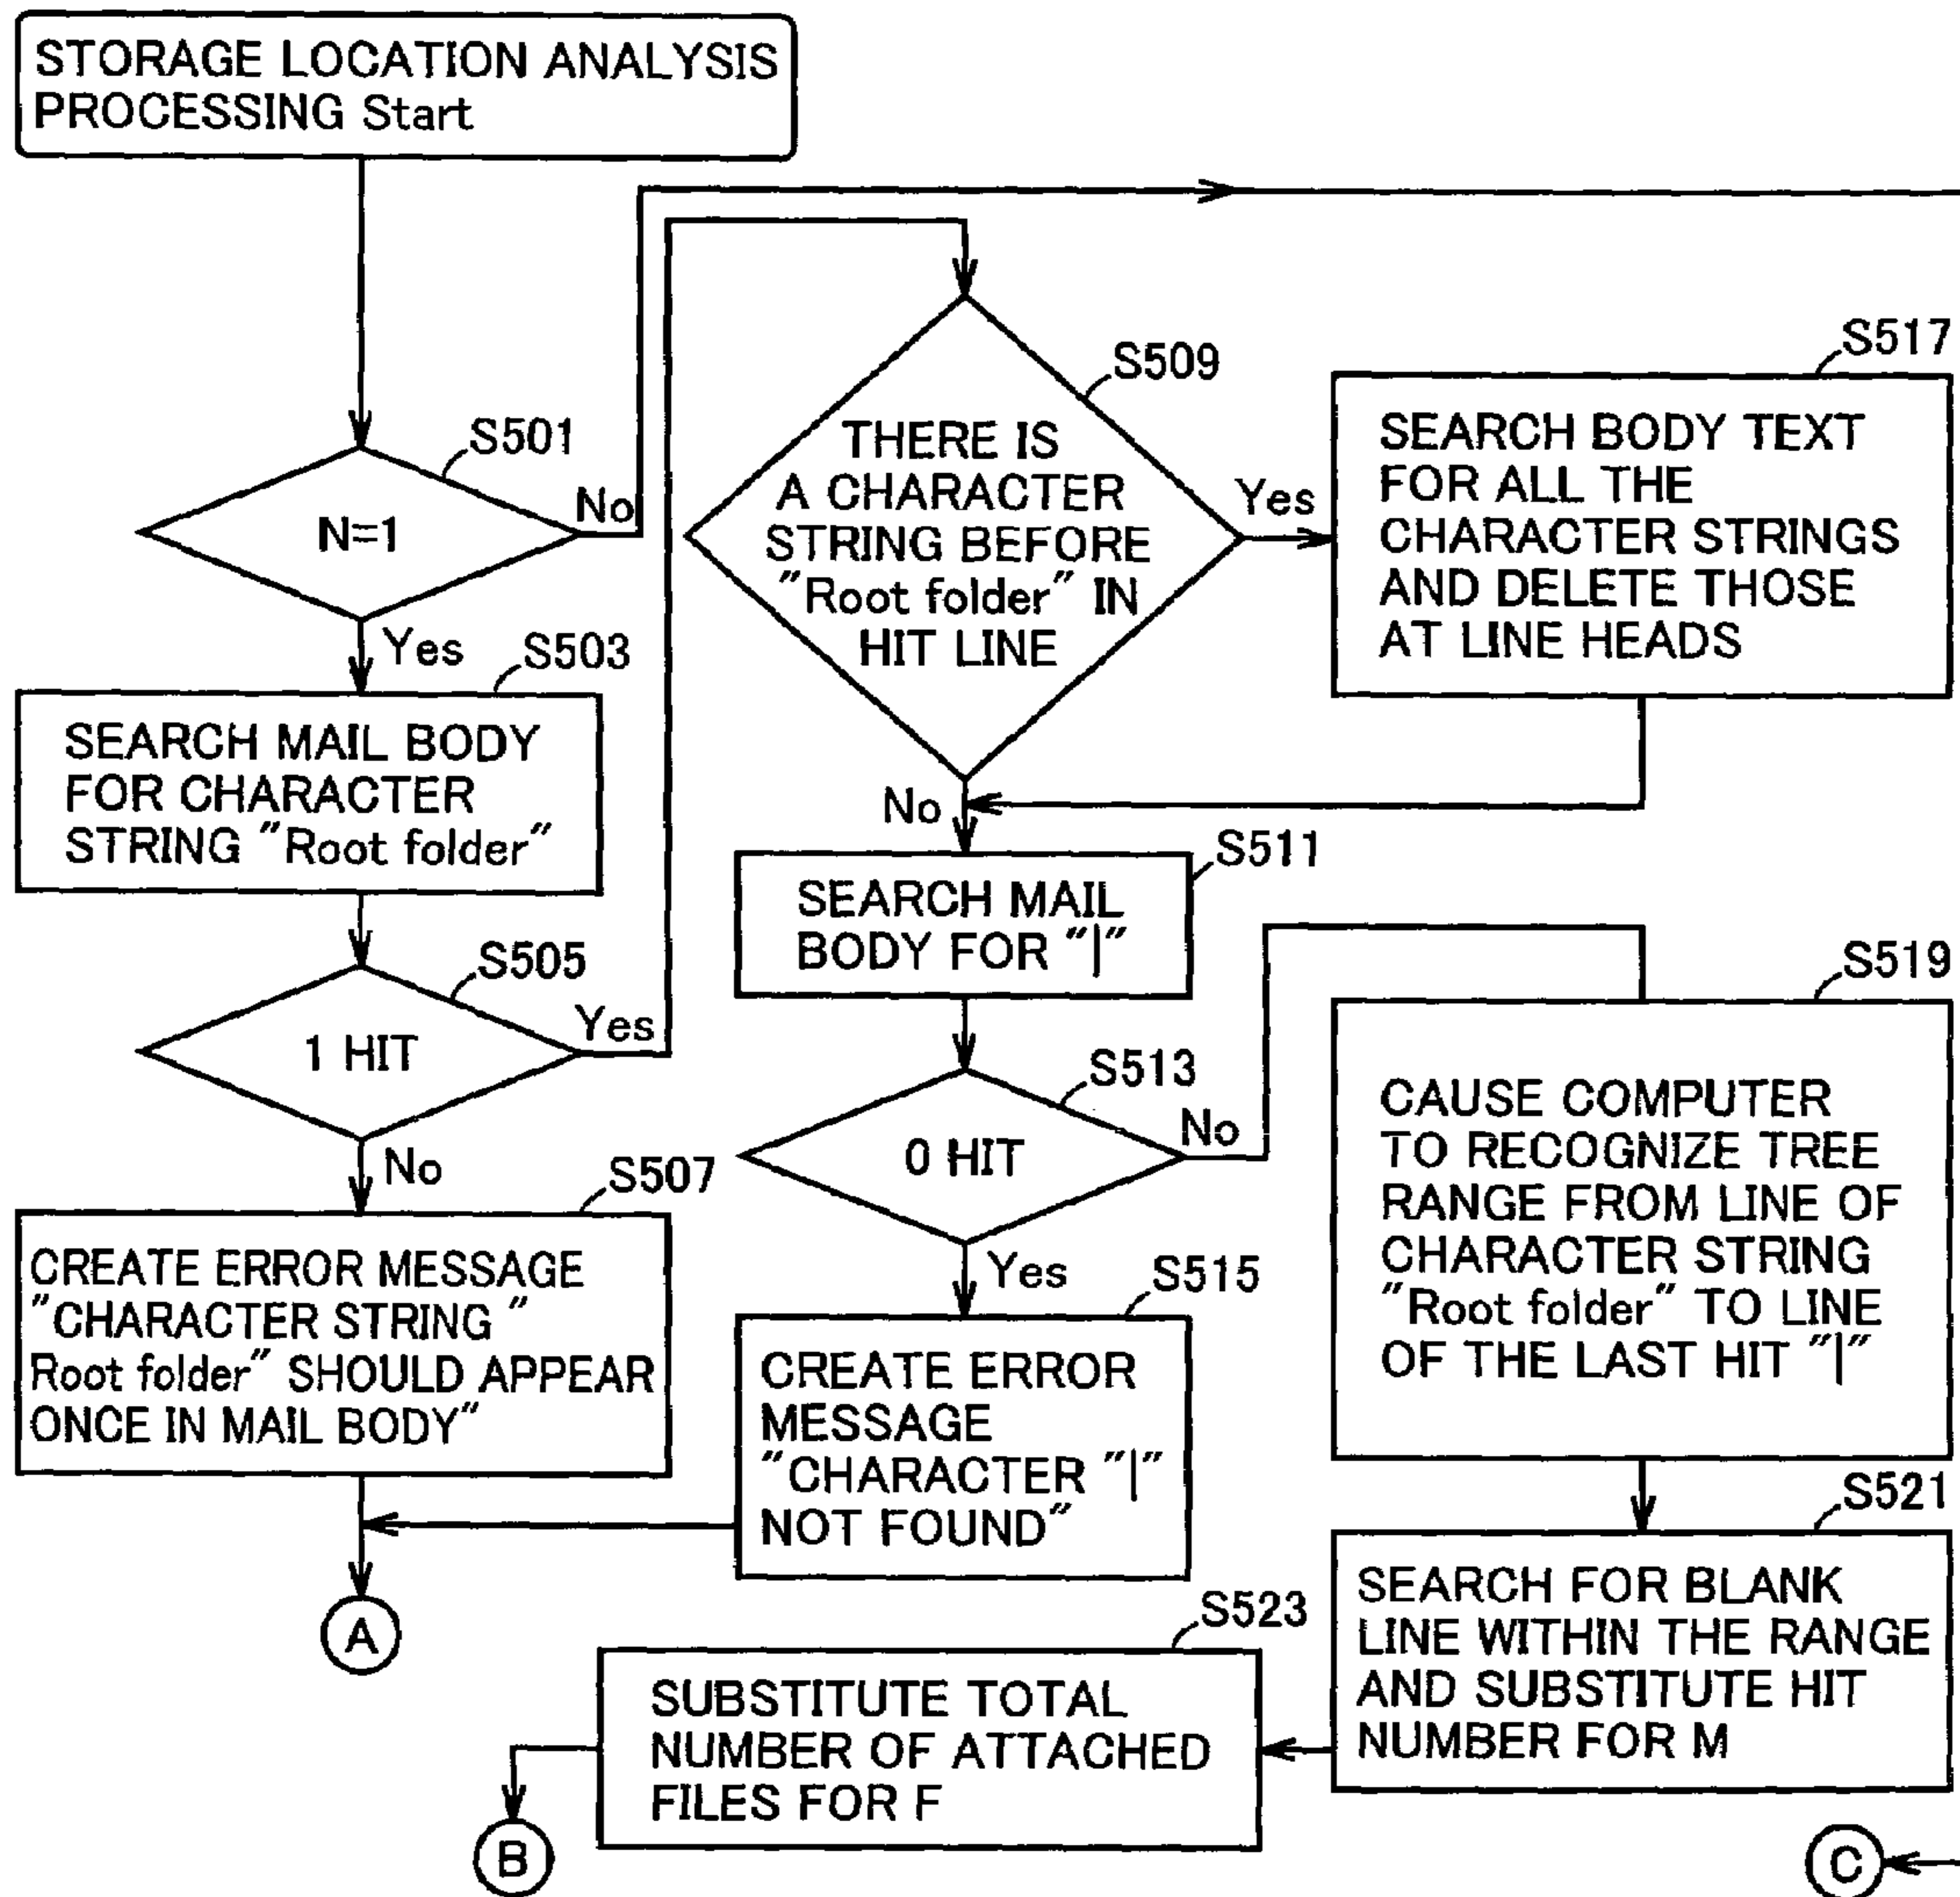 STORAGE LOCATION ANALYSIS
PROCESSING Start
S501
N=1
No
Yes
S503
SEARCH MAIL BODY
FOR CHARACTER
STRING "Root folder"
S505
1 HIT
Yes
No
S507
CREATE ERROR MESSAGE
"CHARACTER STRING "
Root folder" SHOULD APPEAR
ONCE IN MAIL BODY"
A
S509
THERE IS
A CHARACTER
STRING BEFORE
"Root folder" IN
HIT LINE
Yes
No
S517
SEARCH BODY TEXT
FOR ALL THE
CHARACTER STRINGS
AND DELETE THOSE
AT LINE HEADS
S511
SEARCH MAIL
BODY FOR "|"
S513
0 HIT
No
Yes
S515
CREATE ERROR
MESSAGE
"CHARACTER "|"
NOT FOUND"
S519
CAUSE COMPUTER
TO RECOGNIZE TREE
RANGE FROM LINE OF
CHARACTER STRING
"Root folder" TO LINE
OF THE LAST HIT "|"
S521
SEARCH FOR BLANK
LINE WITHIN THE RANGE
AND SUBSTITUTE HIT
NUMBER FOR M
S523
SUBSTITUTE TOTAL
NUMBER OF ATTACHED
FILES FOR F
B
C